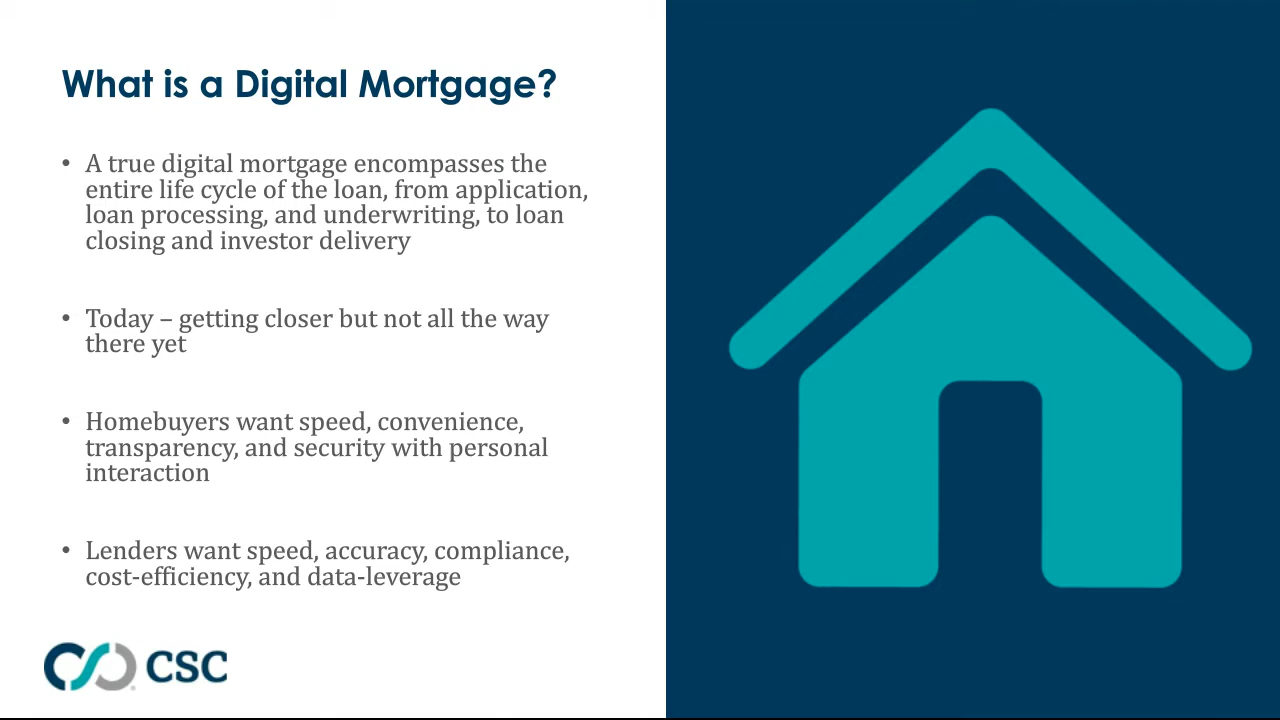 What is a Digital Mortgage?
• A true digital mortgage encompasses the
entire life cycle of the loan, from application,
loan processing, and underwriting, to loan
closing and investor delivery
• Today – getting closer but not all the way
there yet
• Homebuyers want speed, convenience,
transparency, and security with personal
interaction
• Lenders want speed, accuracy, compliance,
cost-efficiency, and data-leverage
CSC